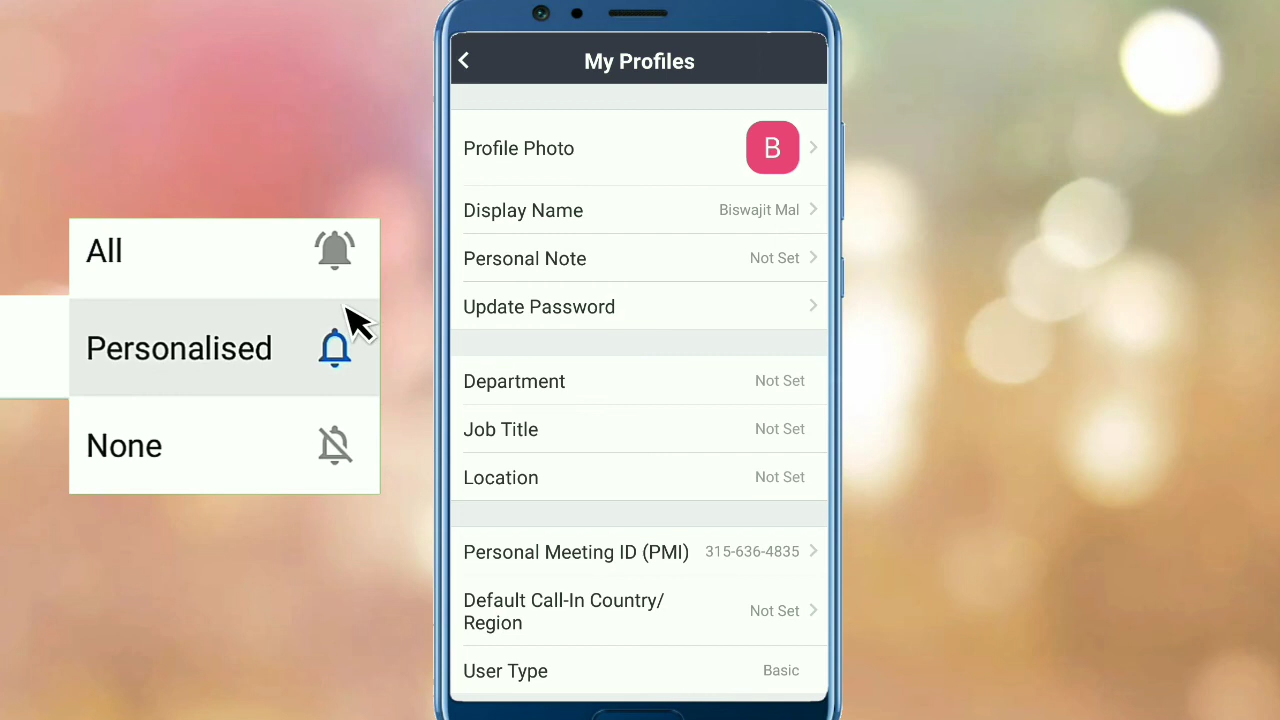 All
Personalised
None
My Profiles
Profile Photo
B
Display Name Biswajit Mal
Personal Note Not Set
Update Password
Department Not Set
Job Title Not Set
Location Not Set
Personal Meeting ID (PMI) 315-636-4835
Default Call-In Country/
Region Not Set
User Type Basic